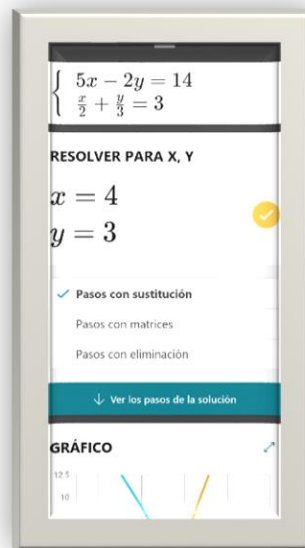 5x − 2y = 14
x/2 + y/3 = 3
RESOLVER PARA X, Y
x = 4
y = 3
Pasos con sustitución
Pasos con matrices
Pasos con eliminación
↓ Ver los pasos de la solución
GRÁFICO
12.5
10